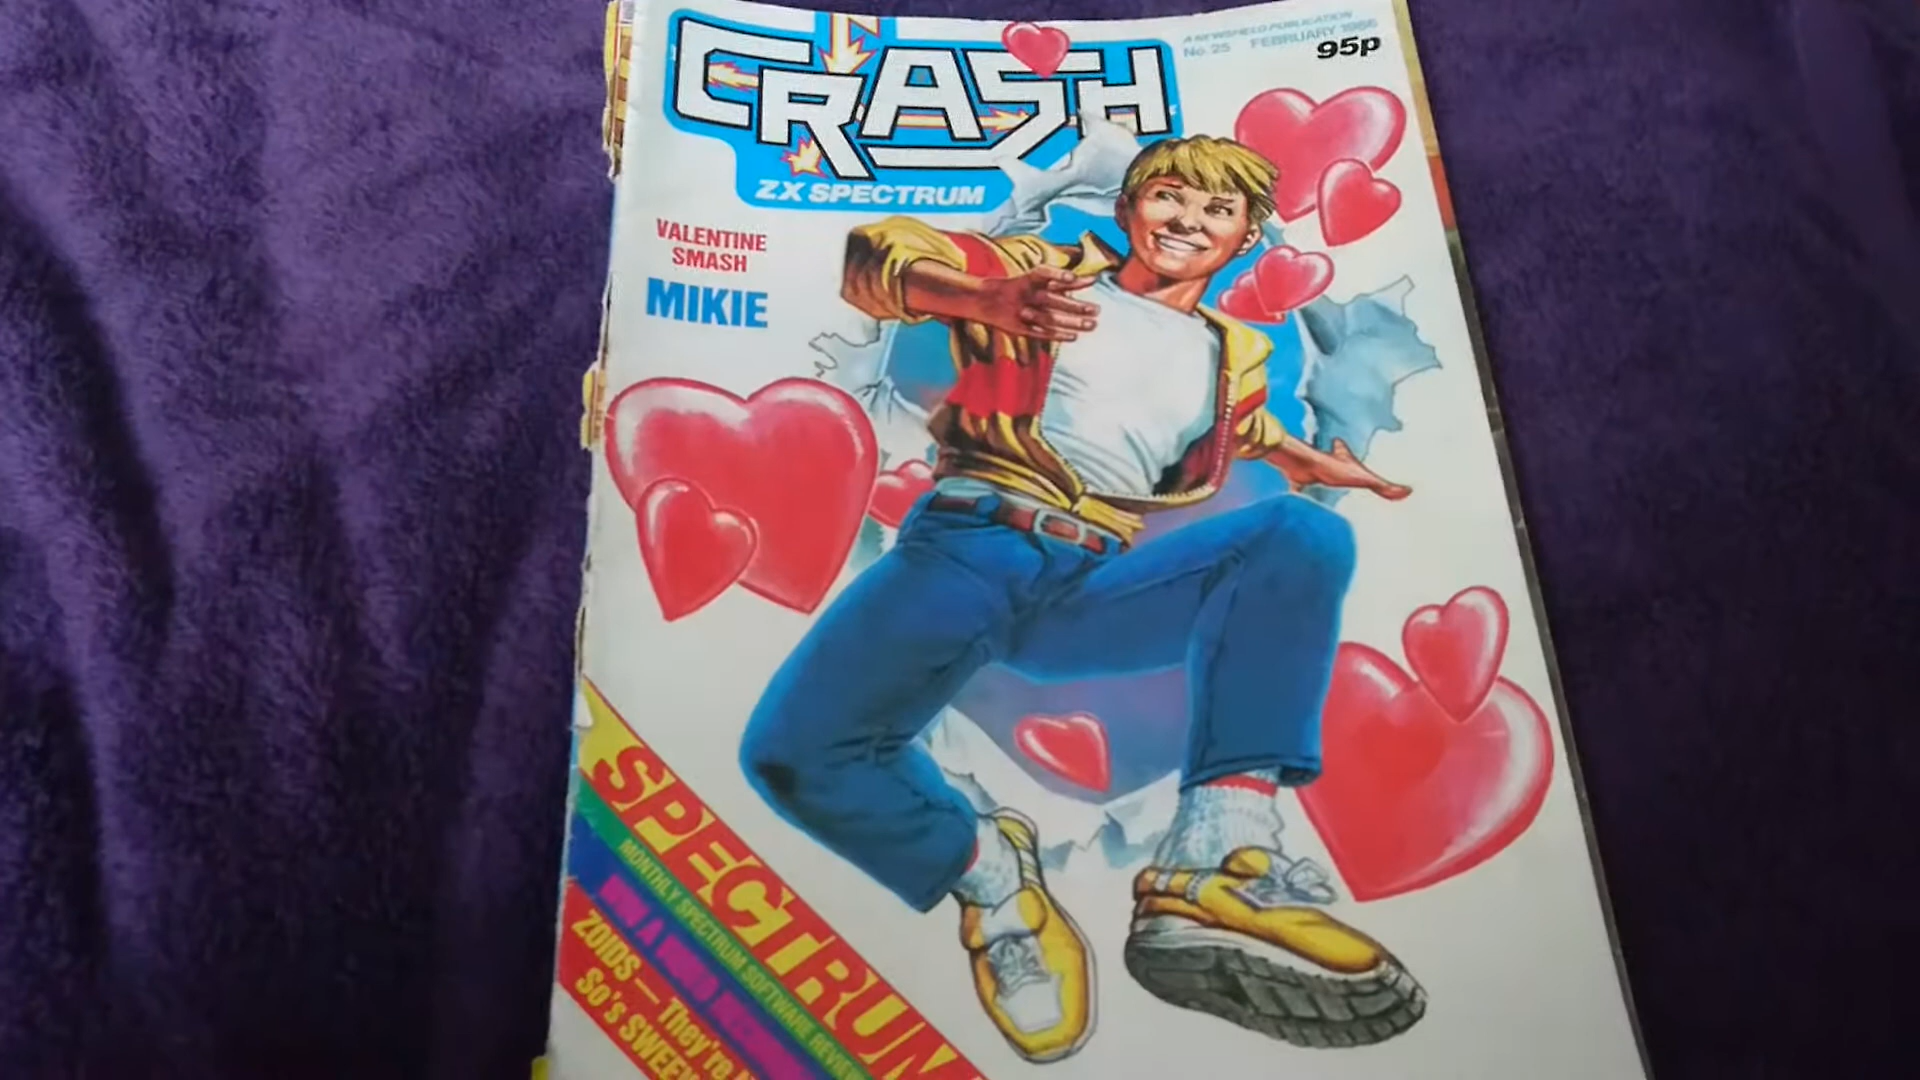 CRASH
ZX SPECTRUM
A NEWSFIELD PUBLICATION
No. 25 FEBRUARY 1986
95p
VALENTINE
SMASH
MIKIE
SPECTRUM
MONTHLY SPECTRUM SOFTWARE REVIEW
WIN A
ZOIDS — They're
So's SWEEV